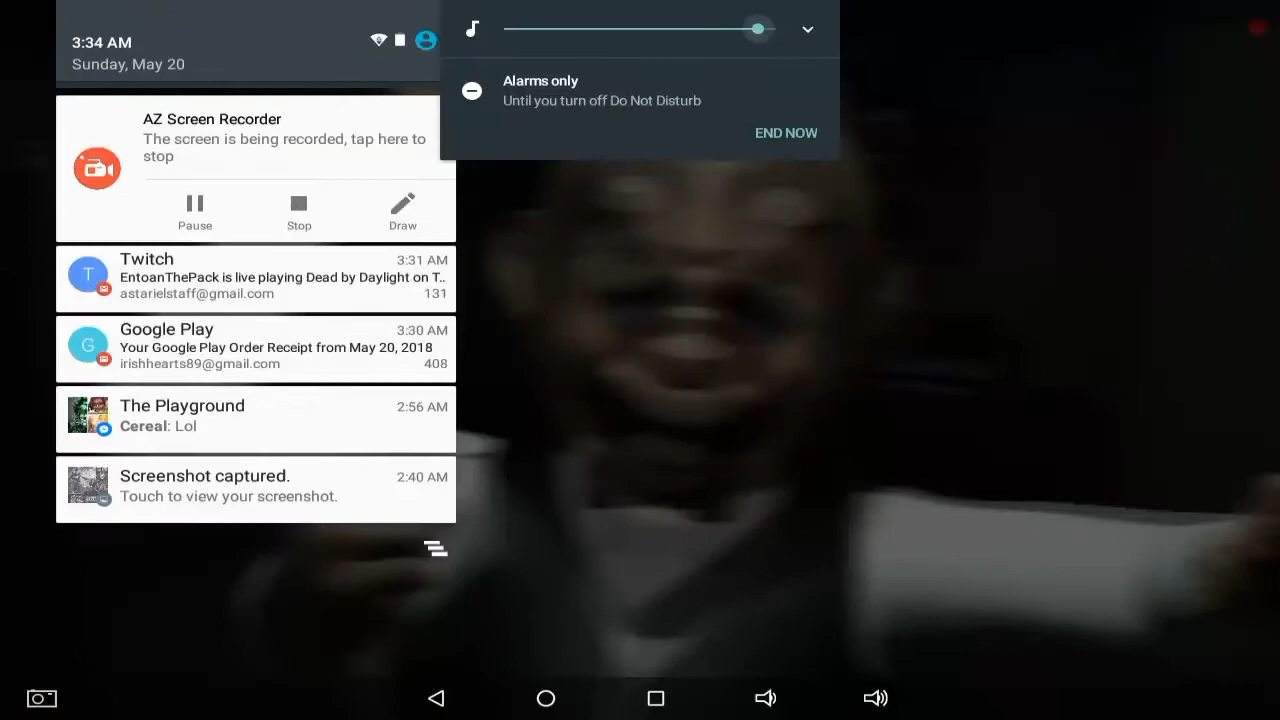 3:34 AM
Sunday, May 20
Alarms only
Until you turn off Do Not Disturb
END NOW
AZ Screen Recorder
The screen is being recorded, tap here to
stop
Pause
Stop
Draw
T
Twitch
3:31 AM
EntoanThePack is live playing Dead by Daylight on T..
astarielstaff@gmail.com
131
G
Google Play
3:30 AM
Your Google Play Order Receipt from May 20, 2018
irishhearts89@gmail.com
408
The Playground
2:56 AM
Cereal: Lol
Screenshot captured.
2:40 AM
Touch to view your screenshot.